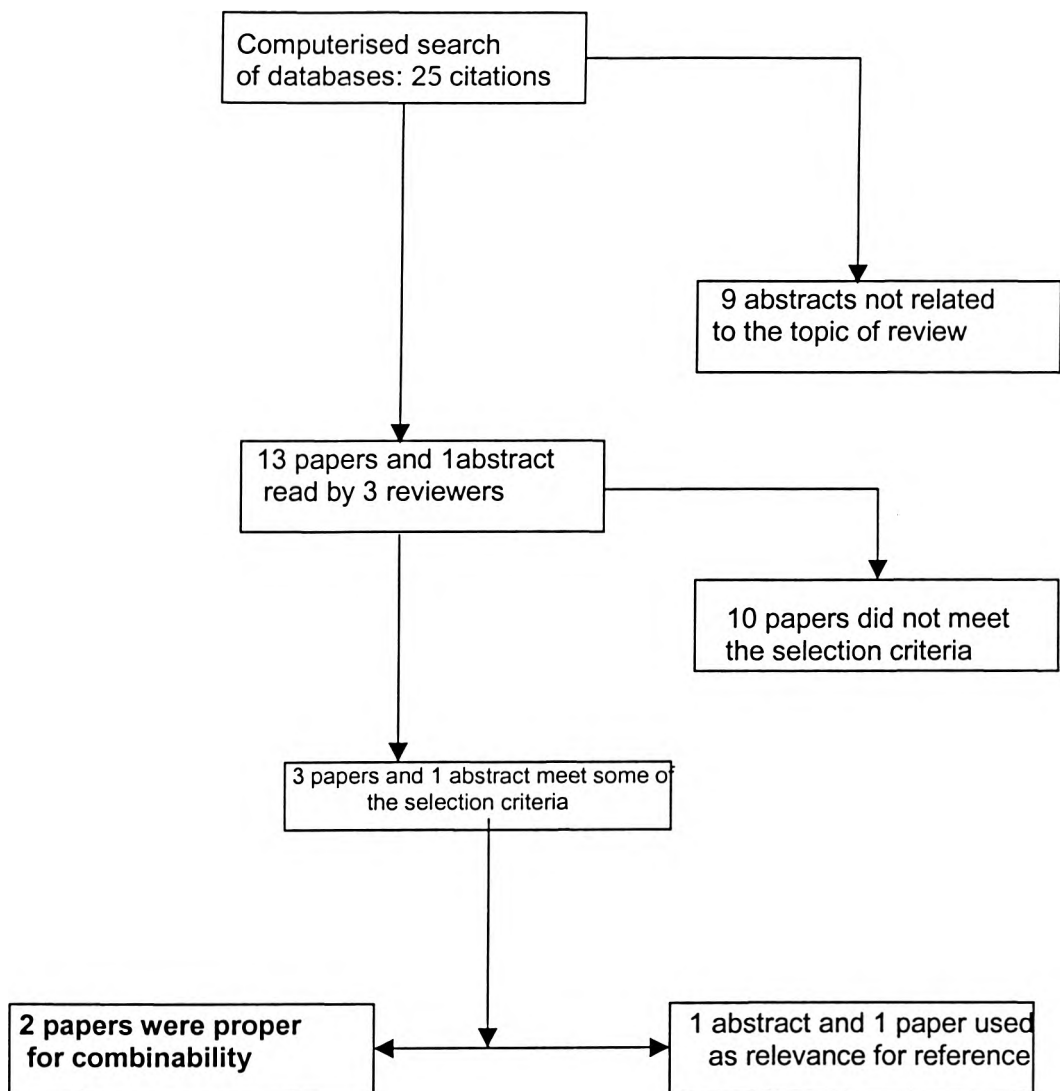 Computerised search
of databases: 25 citations
9 abstracts not related
to the topic of review
13 papers and 1abstract
read by 3 reviewers
10 papers did not meet
the selection criteria
3 papers and 1 abstract meet some of
the selection criteria
2 papers were proper
for combinability
1 abstract and 1 paper used
as relevance for reference